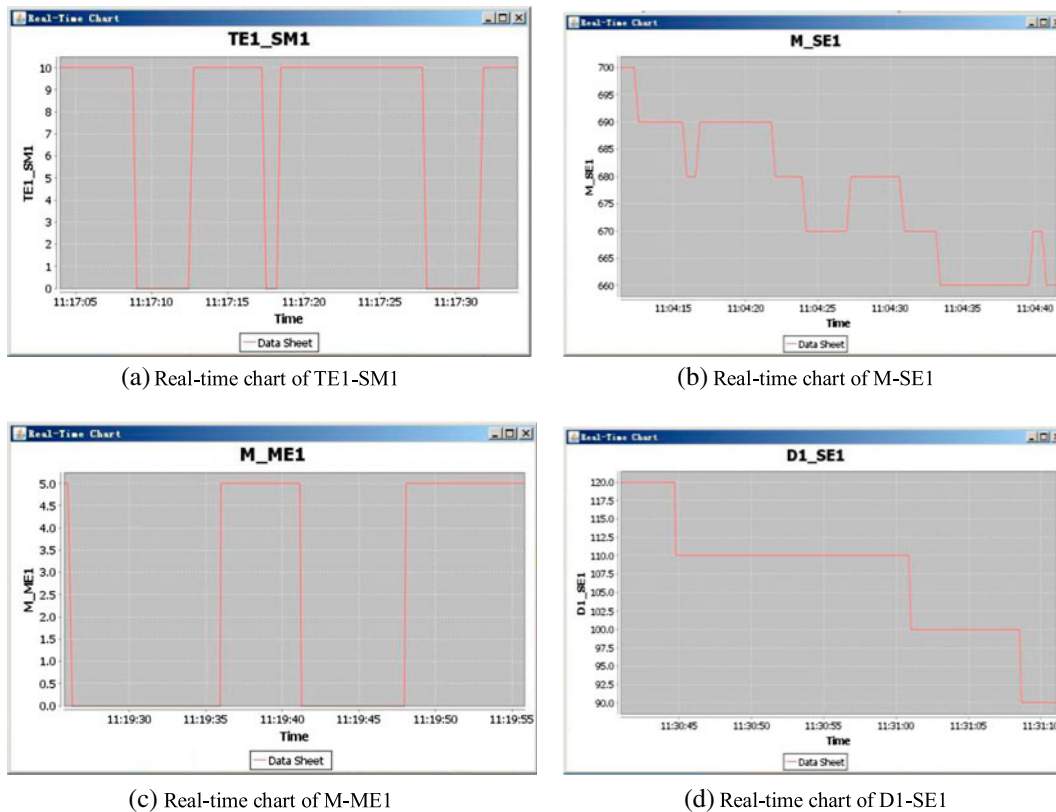 Real-Time Chart
TE1_SM1
10
9
8
7
6
5
4
3
2
1
0
TE1_SM1
11:17:05 11:17:10 11:17:15 11:17:20 11:17:25 11:17:30
Time
Data Sheet
(a) Real-time chart of TE1-SM1
Real-Time Chart
M_SE1
700
695
690
685
680
675
670
665
660
M_SE1
11:04:15 11:04:20 11:04:25 11:04:30 11:04:35 11:04:40
Time
Data Sheet
(b) Real-time chart of M-SE1
Real-Time Chart
M_ME1
5.0
4.5
4.0
3.5
3.0
2.5
2.0
1.5
1.0
0.5
0.0
M_ME1
11:19:30 11:19:35 11:19:40 11:19:45 11:19:50 11:19:55
Time
Data Sheet
(c) Real-time chart of M-ME1
Real-Time Chart
D1_SE1
120.0
117.5
115.0
112.5
110.0
107.5
105.0
102.5
100.0
97.5
95.0
92.5
90.0
D1_SE1
11:30:45 11:30:50 11:30:55 11:31:00 11:31:05 11:31:10
Time
Data Sheet
(d) Real-time chart of D1-SE1